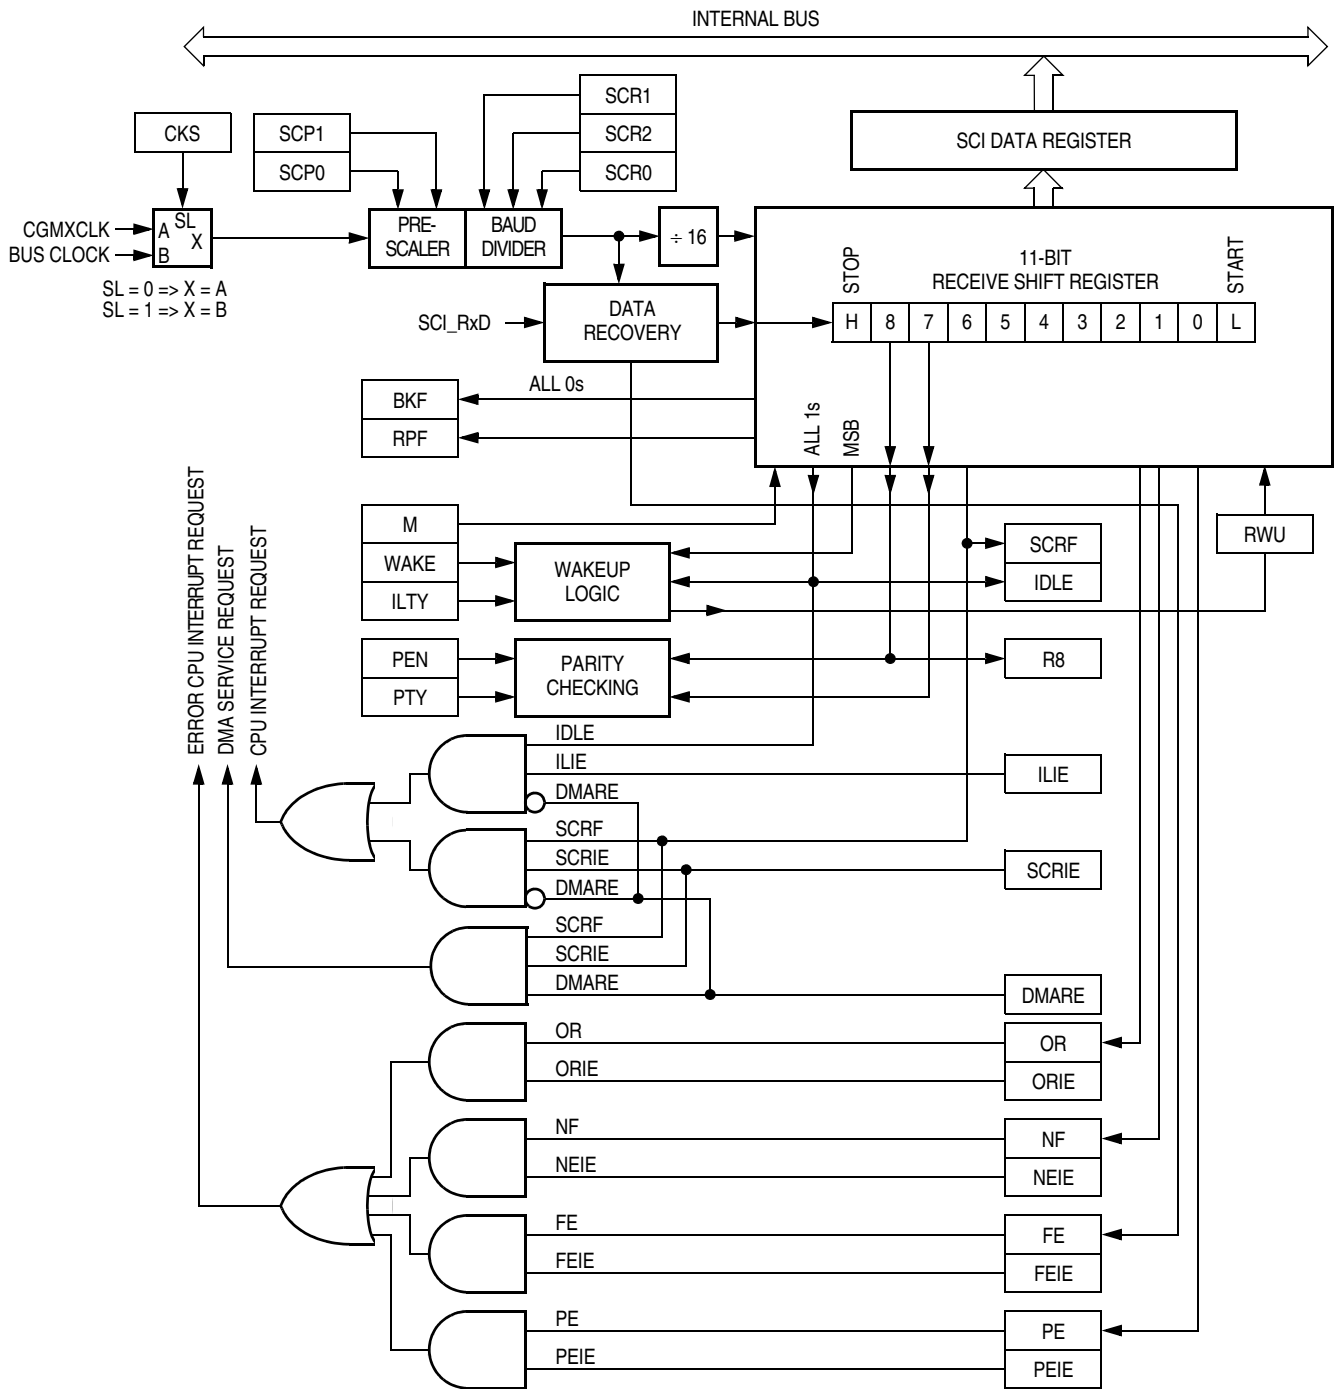 INTERNAL BUS
SCR1
SCR2
SCR0
CKS
SCP1
SCP0
SCI DATA REGISTER
CGMXCLK
BUS CLOCK
A
SL
X
B
SL = 0 => X = A
SL = 1 => X = B
PRE-
SCALER
BAUD
DIVIDER
÷ 16
STOP
11-BIT
RECEIVE SHIFT REGISTER
START
SCI_RxD
DATA
RECOVERY
H 8 7 6 5 4 3 2 1 0 L
ALL 0s
BKF
RPF
ALL 1s
MSB
ERROR CPU INTERRUPT REQUEST
DMA SERVICE REQUEST
CPU INTERRUPT REQUEST
M
WAKE
ILTY
WAKEUP
LOGIC
SCRF
IDLE
RWU
PEN
PTY
PARITY
CHECKING
R8
IDLE
ILIE
DMARE
ILIE
SCRF
SCRIE
DMARE
SCRIE
SCRF
SCRIE
DMARE
DMARE
OR
ORIE
OR
ORIE
NF
NEIE
NF
NEIE
FE
FEIE
FE
FEIE
PE
PEIE
PE
PEIE